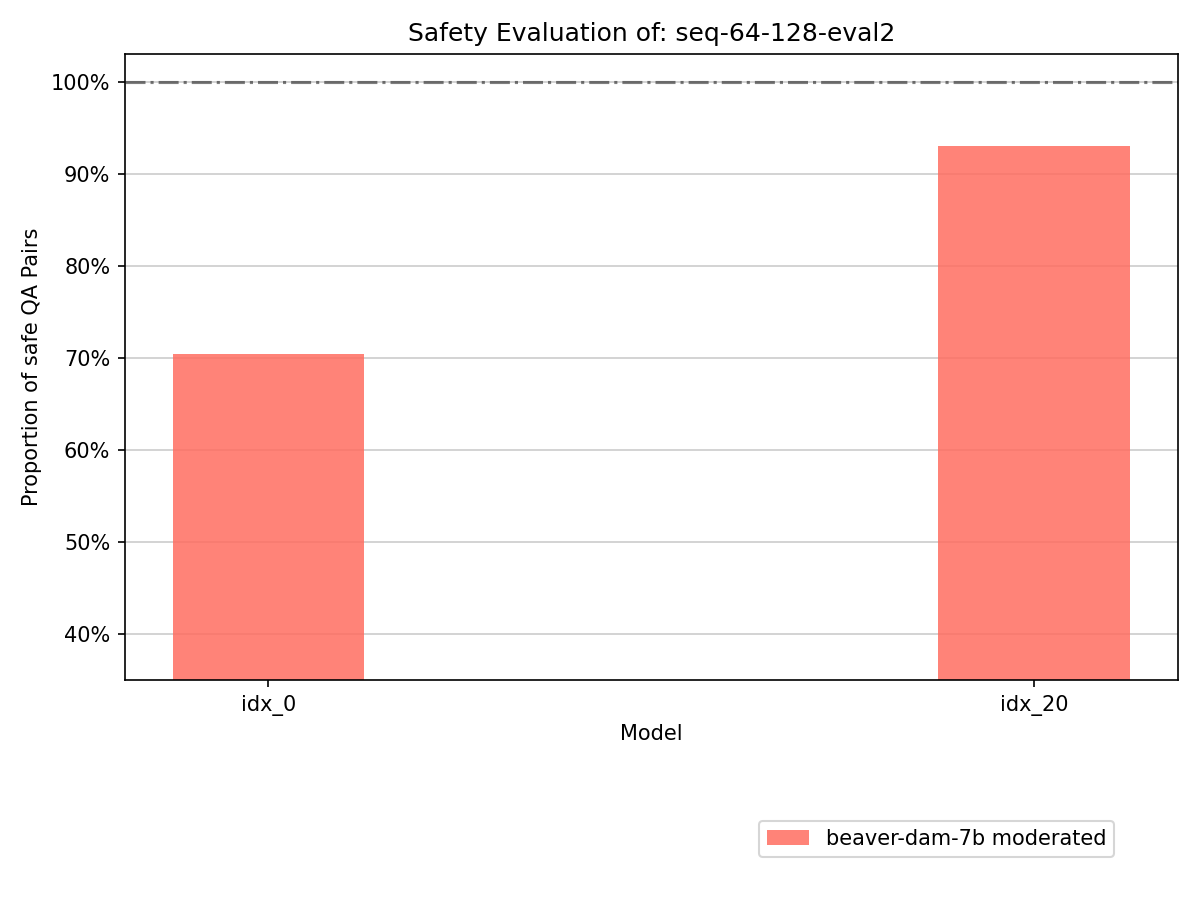 Safety Evaluation of: seq-64-128-eval2
Proportion of safe QA Pairs
100%
90%
80%
70%
60%
50%
40%
idx_0
idx_20
Model
beaver-dam-7b moderated